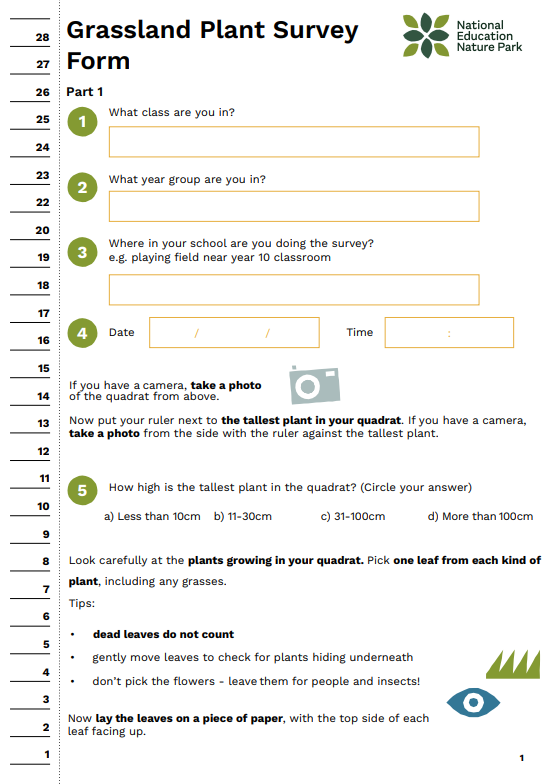 Grassland Plant Survey
Form
National
Education
Nature Park
Part 1
1
What class are you in?
2
What year group are you in?
3
Where in your school are you doing the survey?
e.g. playing field near year 10 classroom
4
Date / /
Time :
If you have a camera, take a photo
of the quadrat from above.
Now put your ruler next to the tallest plant in your quadrat. If you have a camera,
take a photo from the side with the ruler against the tallest plant.
5
How high is the tallest plant in the quadrat? (Circle your answer)
a) Less than 10cm b) 11-30cm c) 31-100cm d) More than 100cm
Look carefully at the plants growing in your quadrat. Pick one leaf from each kind of
plant, including any grasses.
Tips:
• dead leaves do not count
• gently move leaves to check for plants hiding underneath
• don't pick the flowers - leave them for people and insects!
Now lay the leaves on a piece of paper, with the top side of each
leaf facing up.
1
28
27
26
25
24
23
22
20
19
18
17
16
15
14
13
12
11
10
9
8
7
6
5
4
3
2
1